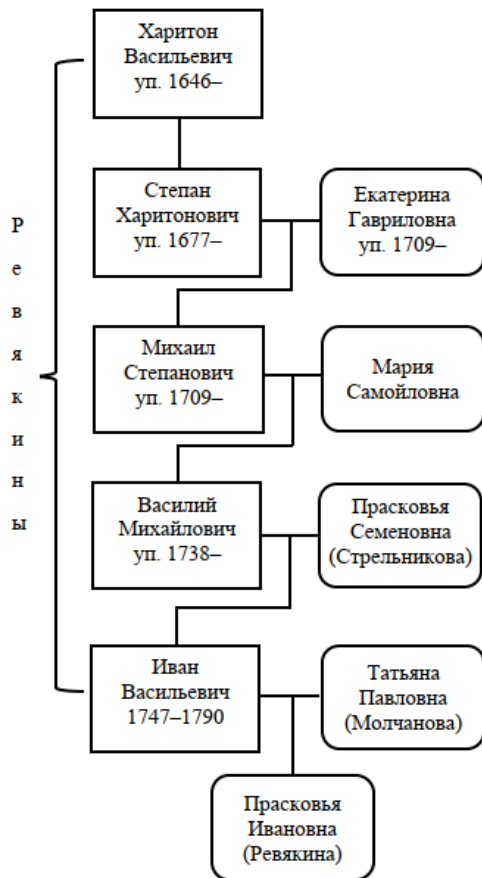 Харитон
Васильевич
уп. 1646–
Степан
Харитонович
уп. 1677–
Екатерина
Гавриловна
уп. 1709–
Ревякины
Михаил
Степанович
уп. 1709–
Мария
Самойловна
Василий
Михайлович
уп. 1738–
Прасковья
Семеновна
(Стрельникова)
Иван
Васильевич
1747–1790
Татьяна
Павловна
(Молчанова)
Прасковья
Ивановна
(Ревякина)